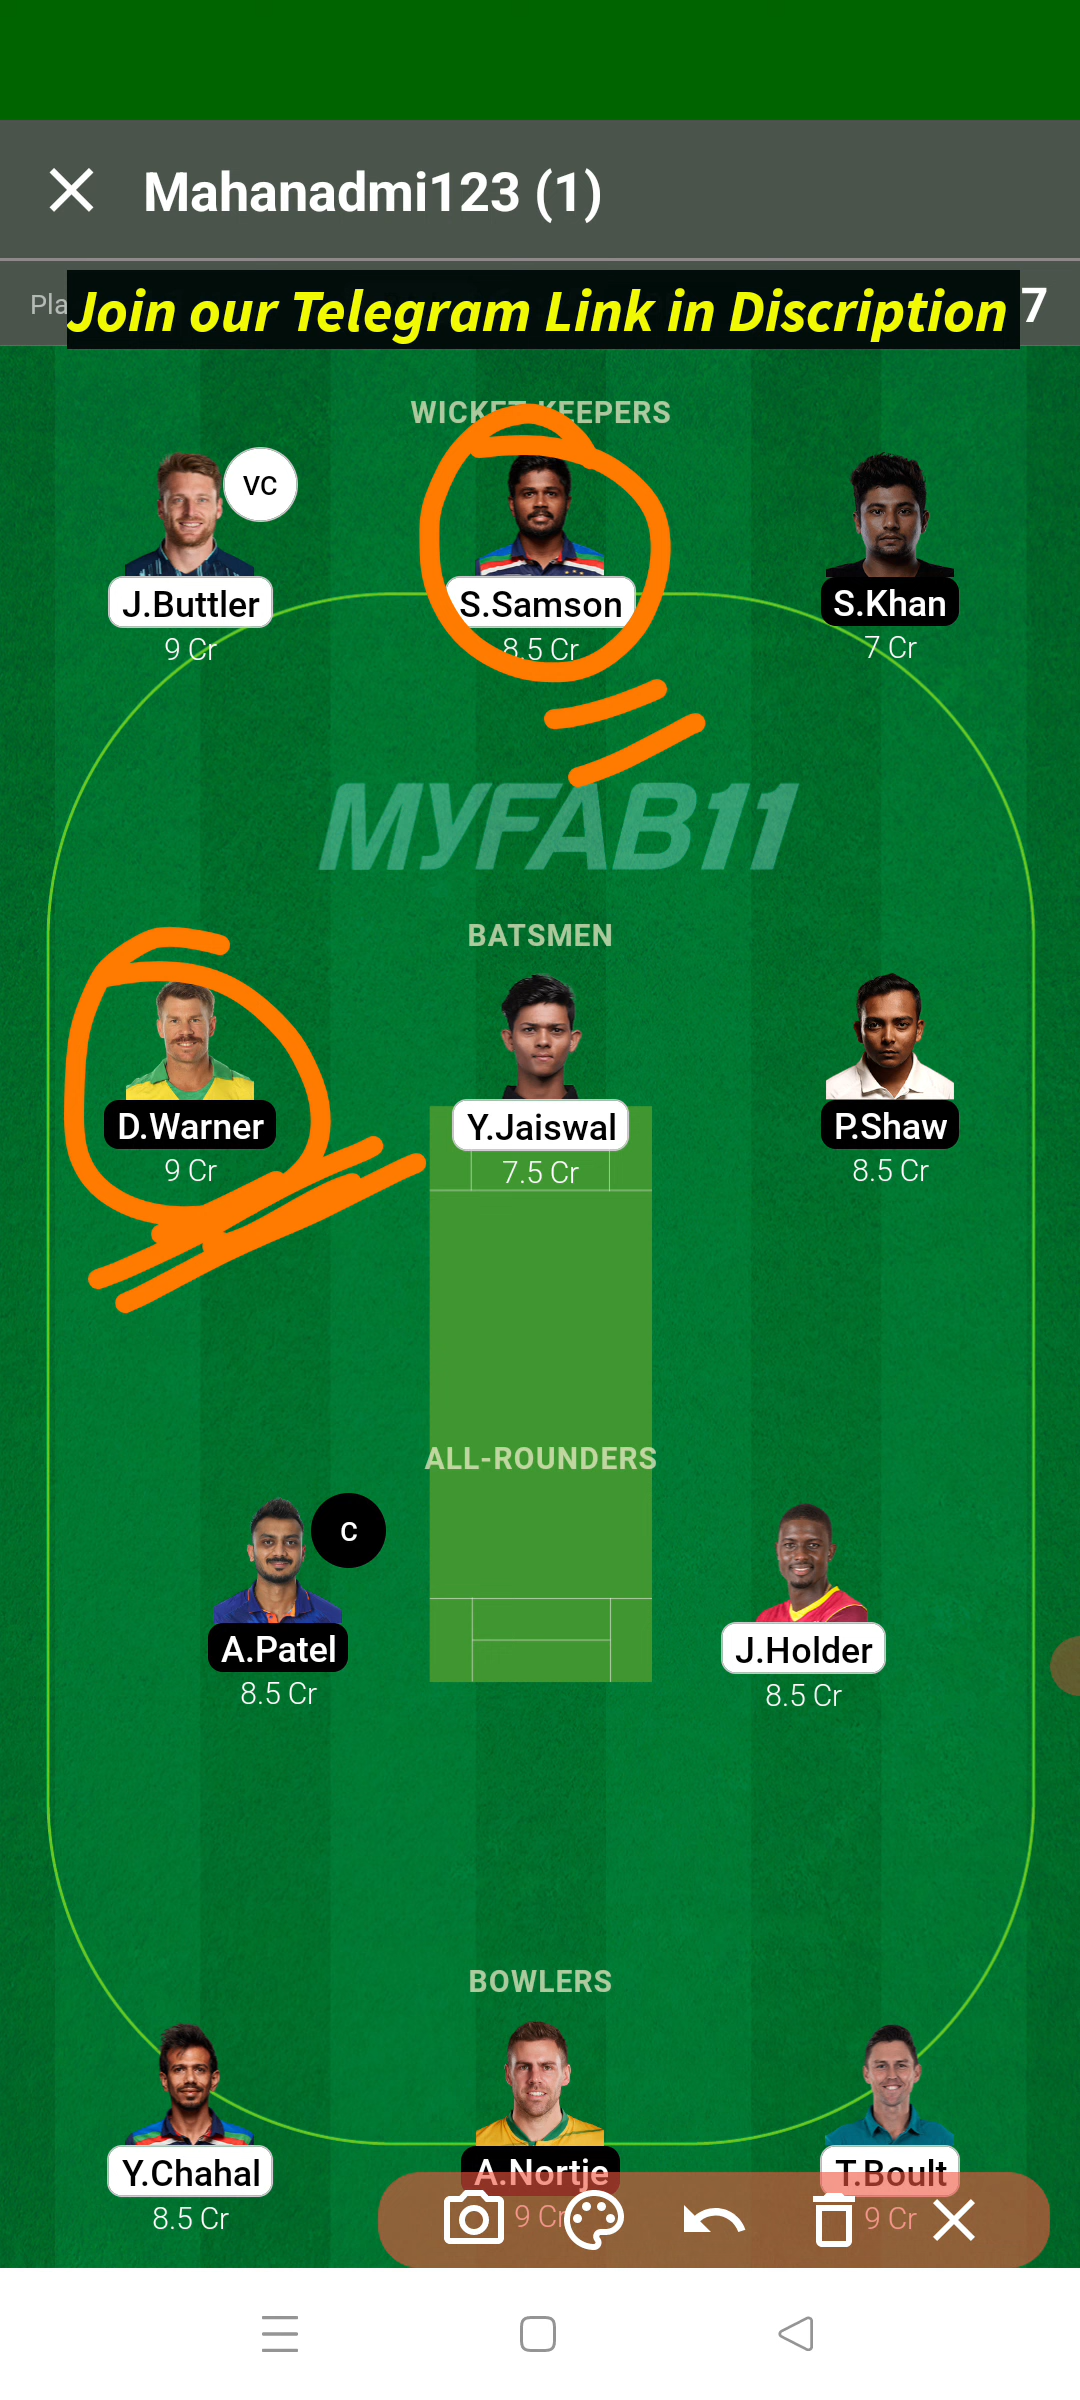 Mahanadmi123 (1)
Pla
Join our Telegram Link in Discription
7
WICKET-KEEPERS
VC
J.Buttler
S.Samson
S.Khan
9 Cr
8.5 Cr
7 Cr
MYFAB11
BATSMEN
D.Warner
Y.Jaiswal
P.Shaw
9 Cr
7.5 Cr
8.5 Cr
ALL-ROUNDERS
C
A.Patel
J.Holder
8.5 Cr
8.5 Cr
BOWLERS
Y.Chahal
A.Nortje
T.Boult
8.5 Cr
9 Cr
9 Cr